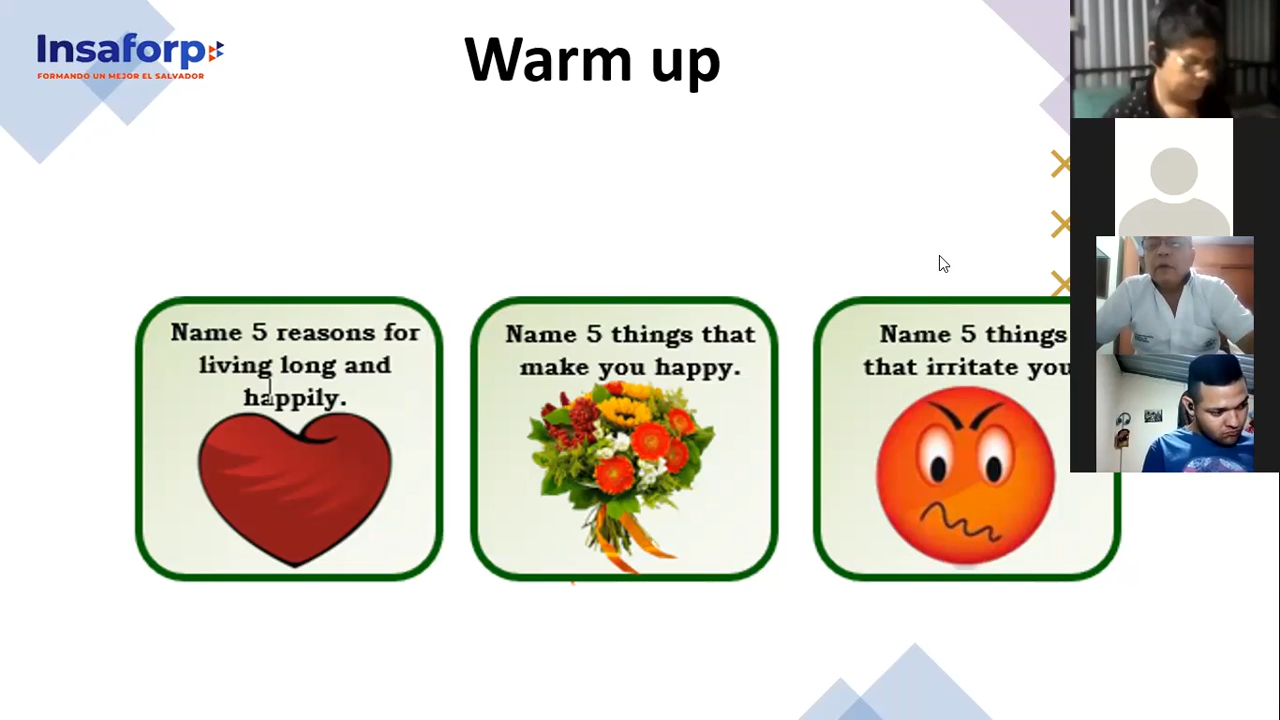 Insaforp
FORMANDO UN MEJOR EL SALVADOR
Warm up
Name 5 reasons for
living long and
happily.
Name 5 things that
make you happy.
Name 5 things
that irritate you